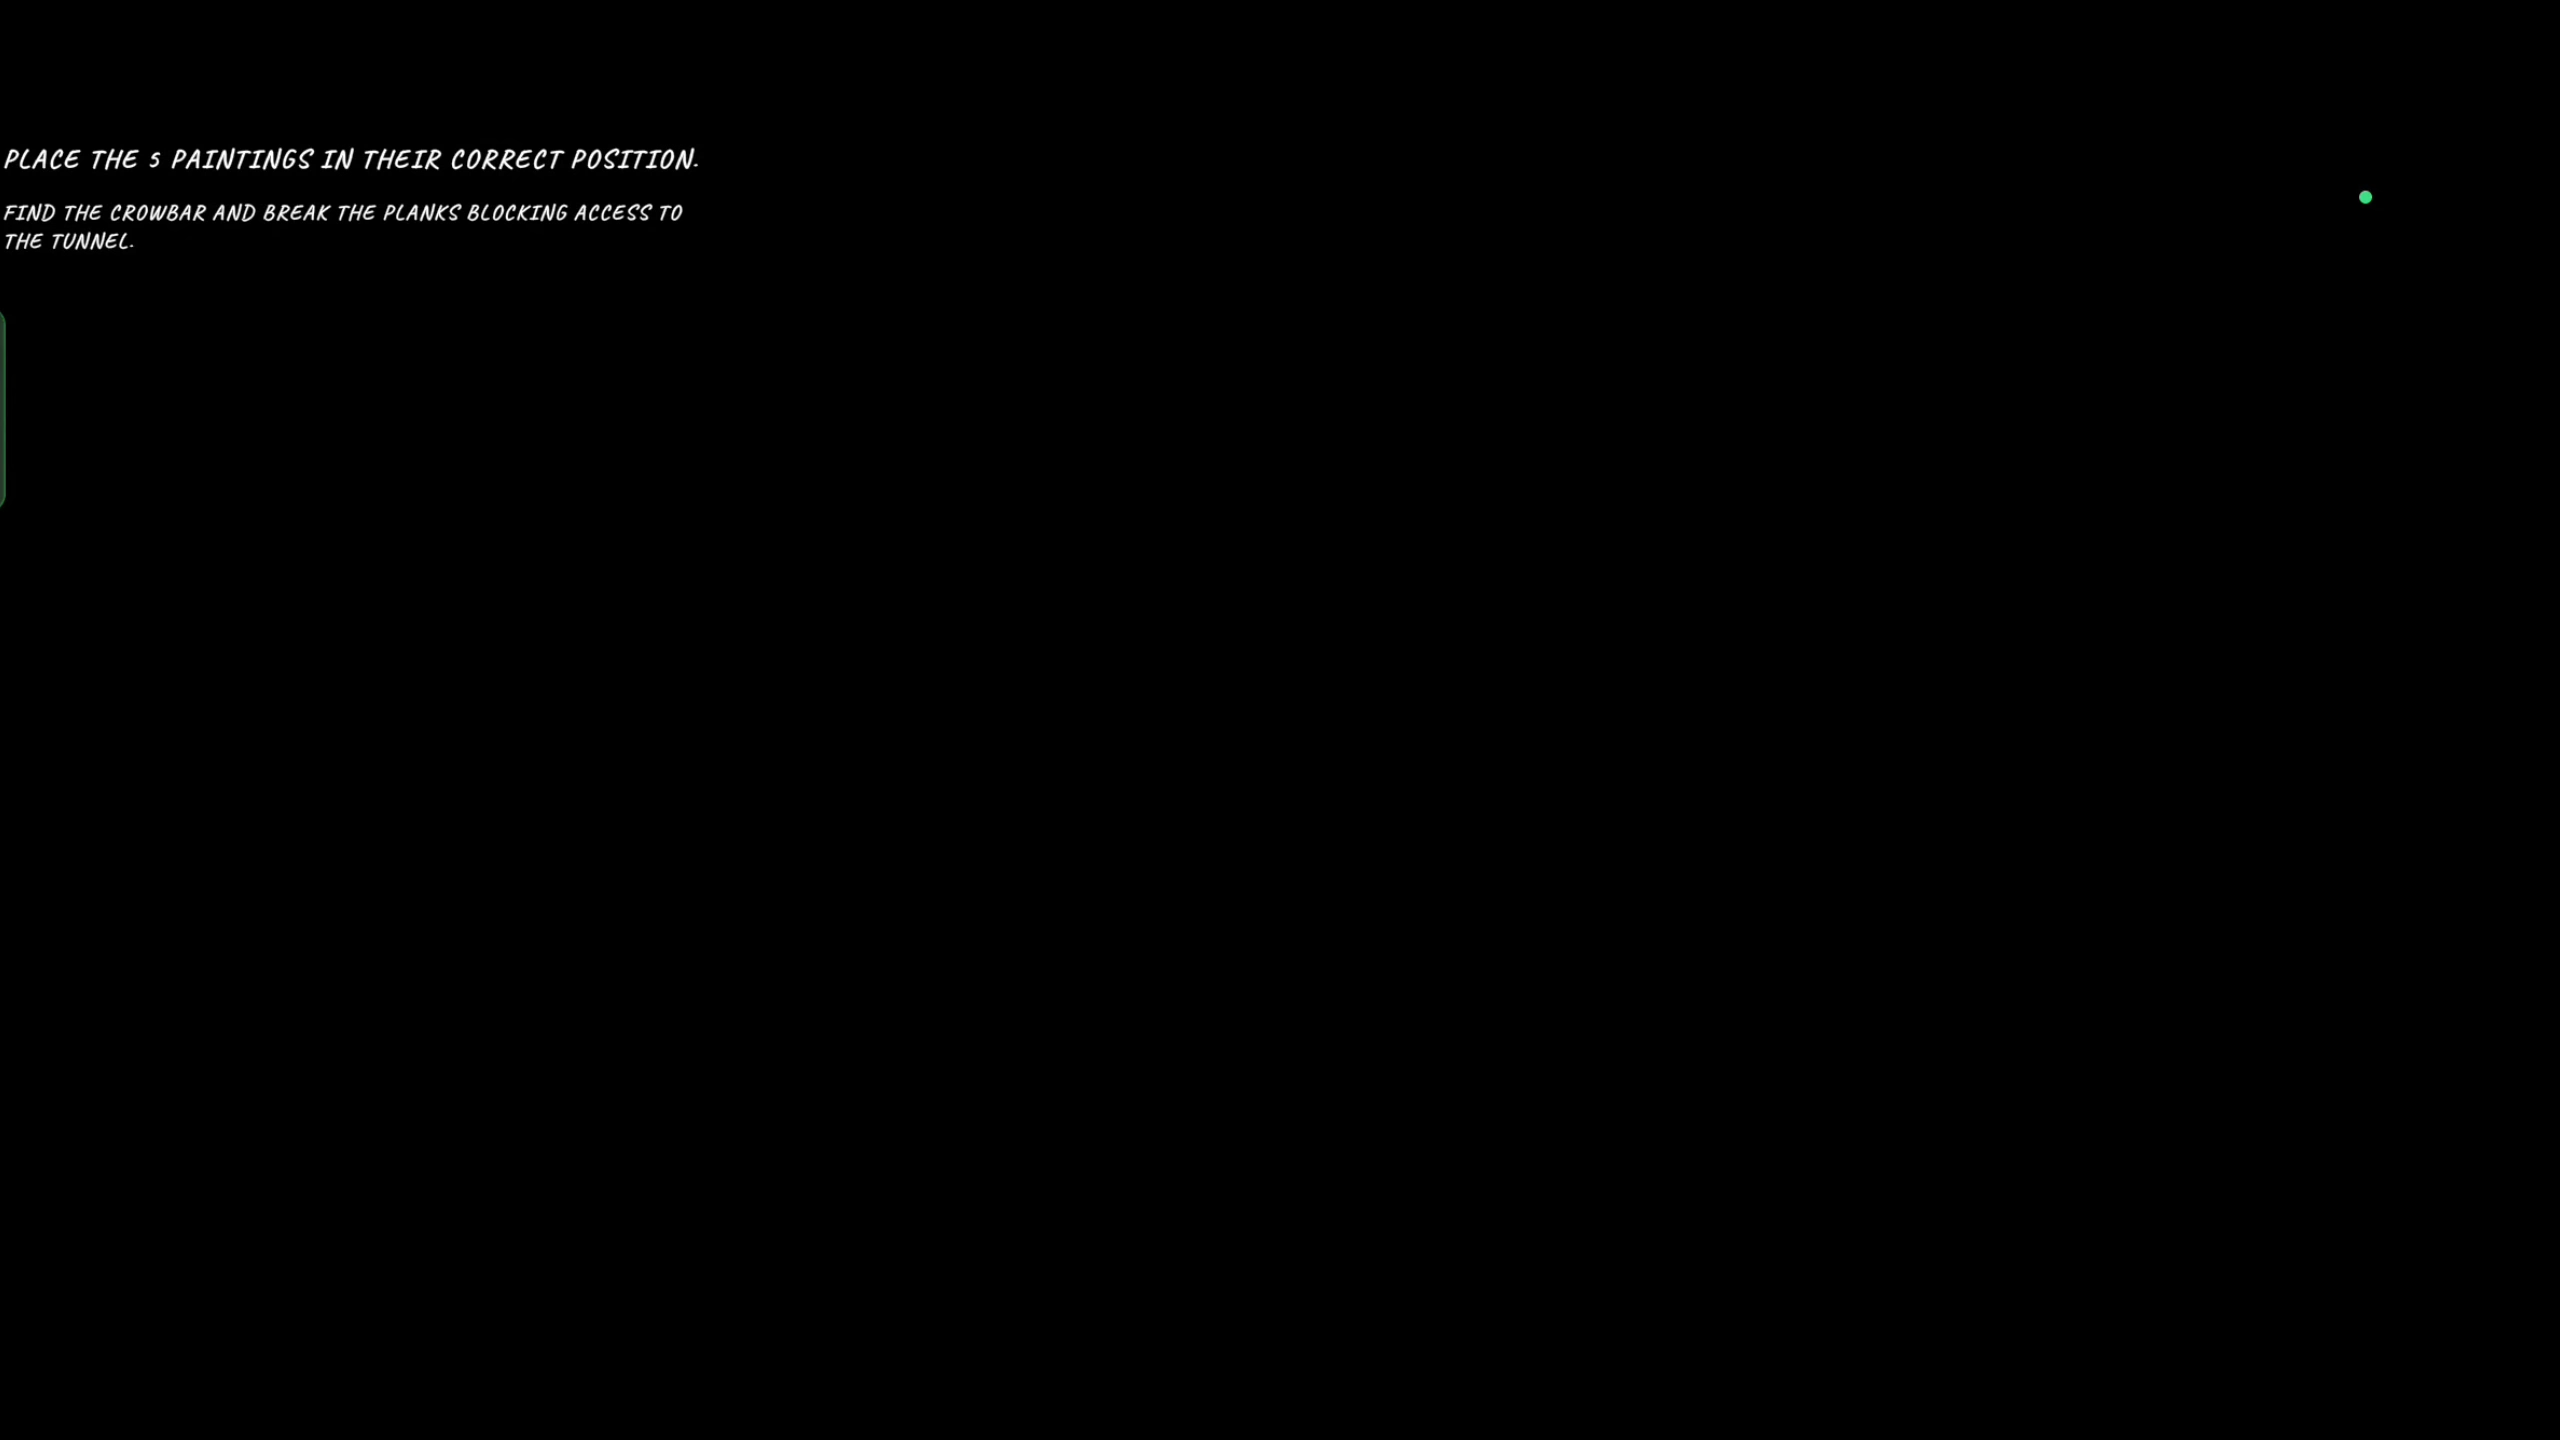 PLACE THE 5 PAINTINGS IN THEIR CORRECT POSITION.
FIND THE CROWBAR AND BREAK THE PLANKS BLOCKING ACCESS TO
THE TUNNEL.